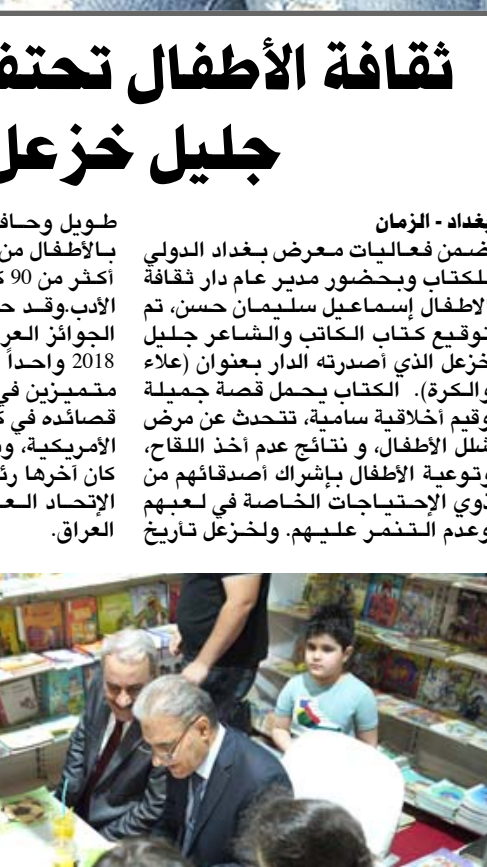 ثقافة الأطفال تحتف
جليل خزعل
بغداد - الزمان
ضمن فعاليات معرض بغداد الدولي
للكتاب وبحضور مدير عام دار ثقافة
الاطفال إسماعيل سليمان حسن، تم
توقيع كتاب الكاتب والشاعر جليل
خزعل الذي أصدرته الدار بعنوان (علاء
والكرة). الكتاب يحمل قصة جميلة
وقيم أخلاقية سامية، تتحدث عن مرض
شلل الأطفال، و نتائج عدم أخذ اللقاح،
وتوعية الأطفال بإشراك أصدقائهم من
ذوي الإحتياجات الخاصة في لعبهم
وعدم التنمر عليهم. ولخزعل تأريخ
طويل وحاف
بالأطفال من
أكثر من 90 ك
الأدب.وقد ح
الجوائز العر
2018 واحداً
متميزين في
قصائده في ك
الأمريكية، و
كان آخرها رئ
الإتحاد الع
العراق.